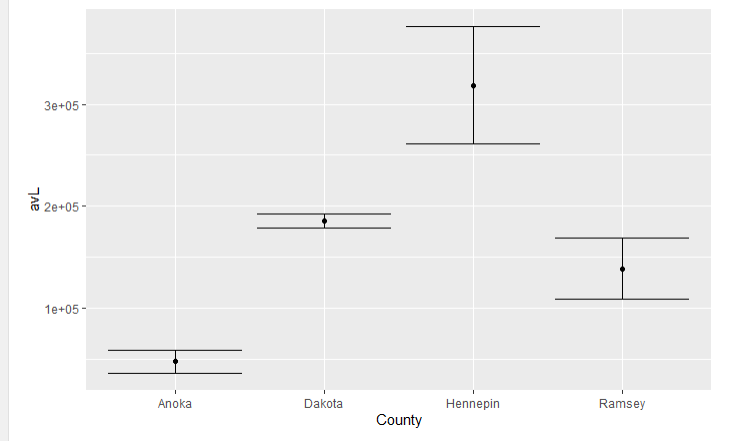 avL
3e+05
2e+05
1e+05
Anoka Dakota Hennepin Ramsey
County